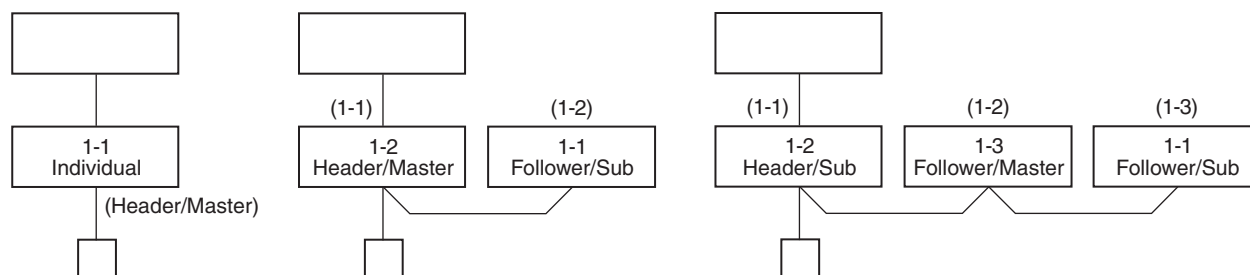 1-1
Individual
(Header/Master)
(1-1)
(1-2)
1-2
Header/Master
1-1
Follower/Sub
(1-1)
(1-2)
(1-3)
1-2
Header/Sub
1-3
Follower/Master
1-1
Follower/Sub